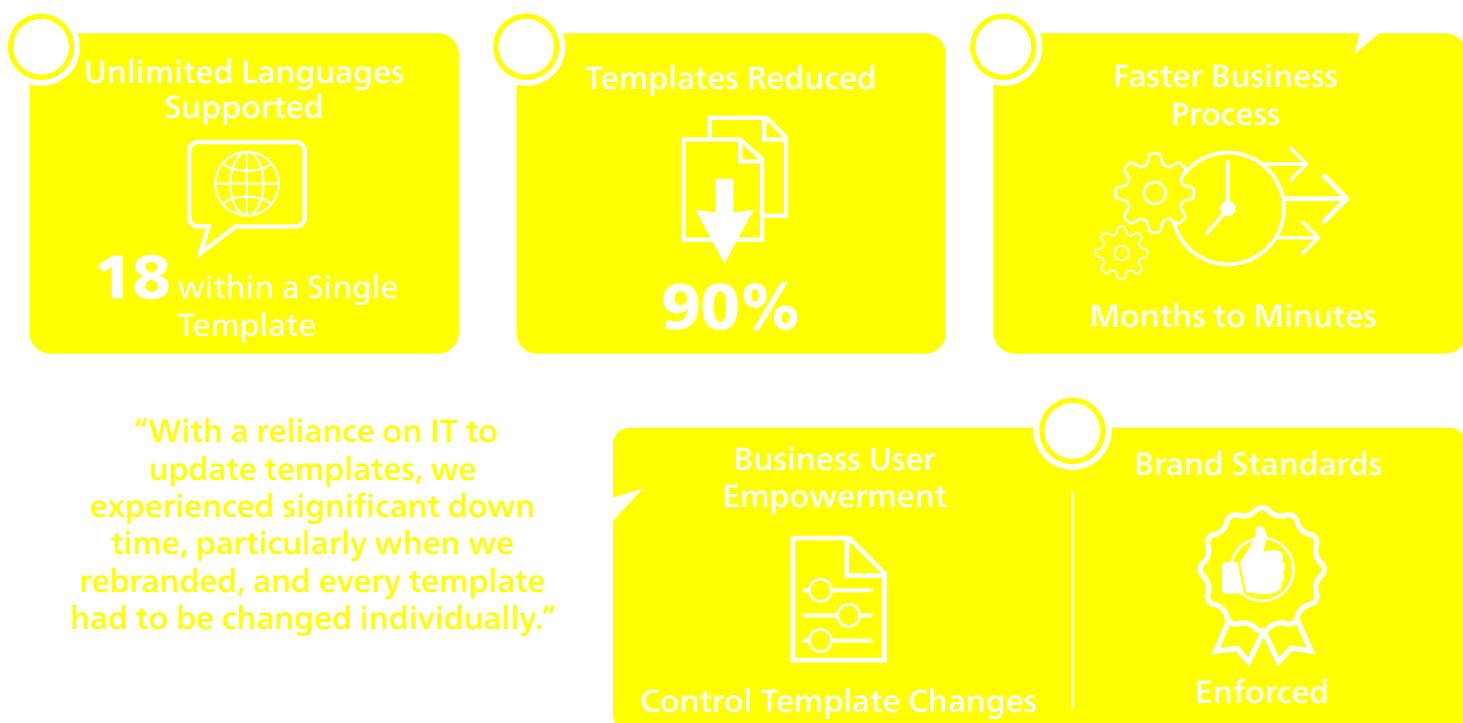 Unlimited Languages
Supported
18 within a Single
Template
Templates Reduced
90%
Faster Business
Process
Months to Minutes
“With a reliance on IT to
update templates, we
experienced significant down
time, particularly when we
rebranded, and every template
had to be changed individually.”
Business User
Empowerment
Control Template Changes
Brand Standards
Enforced